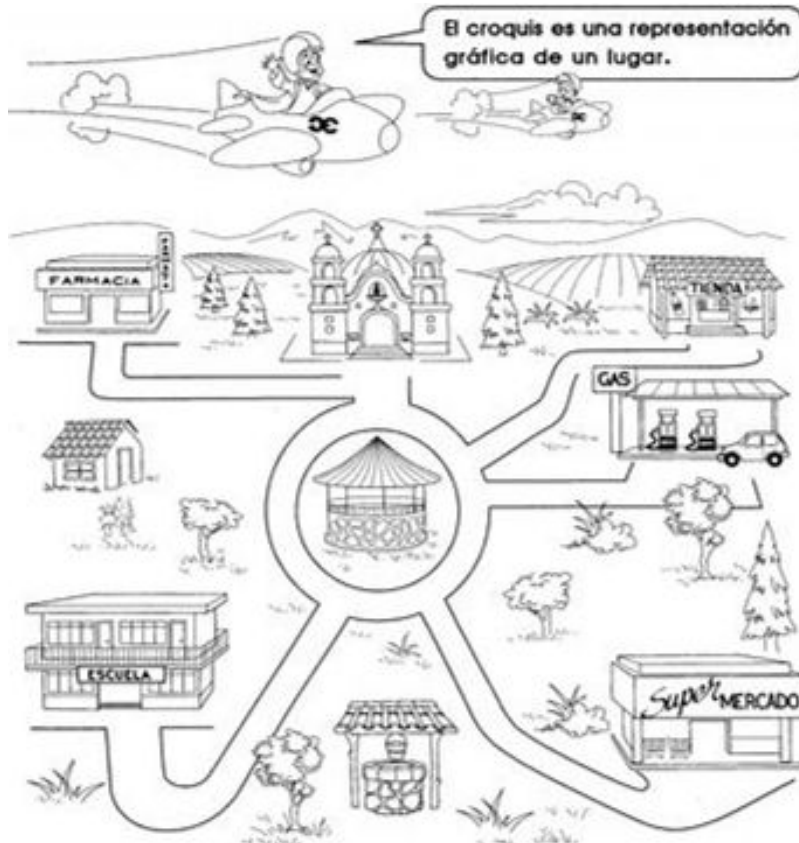 El croquis es una representación
gráfica de un lugar.
FARMACIA
TIENDA
GAS
ESCUELA
Super MERCADO